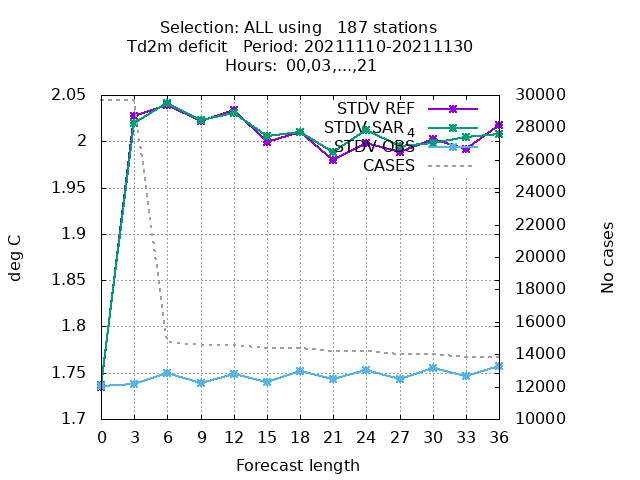 Selection: ALL using   187 stations
Td2m deficit   Period: 20211110-20211130
Hours: 00,03,...,21
2.05
2
1.95
1.9
1.85
1.8
1.75
1.7
deg C
STDV REF
STDV SAR 4
STDV OBS
CASES
30000
28000
26000
24000
22000
20000
18000
16000
14000
12000
10000
No cases
0 3 6 9 12 15 18 21 24 27 30 33 36
Forecast length